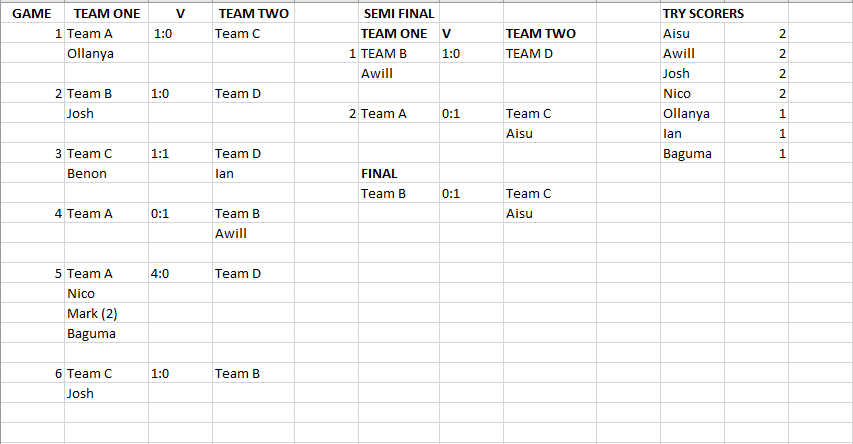 GAME TEAM ONE V TEAM TWO SEMI FINAL TRY SCORERS
1 Team A 1:0 Team C TEAM ONE V TEAM TWO Aisu 2
Ollanya 1 TEAM B 1:0 TEAM D Awill 2
Awill Josh 2
2 Team B 1:0 Team D Nico 2
Josh 2 Team A 0:1 Team C Ollanya 1
Aisu Ian 1
3 Team C 1:1 Team D Baguma 1
Benon Ian FINAL
Team B 0:1 Team C
4 Team A 0:1 Team B Aisu
Awill
5 Team A 4:0 Team D
Nico
Mark (2)
Baguma
6 Team C 1:0 Team B
Josh